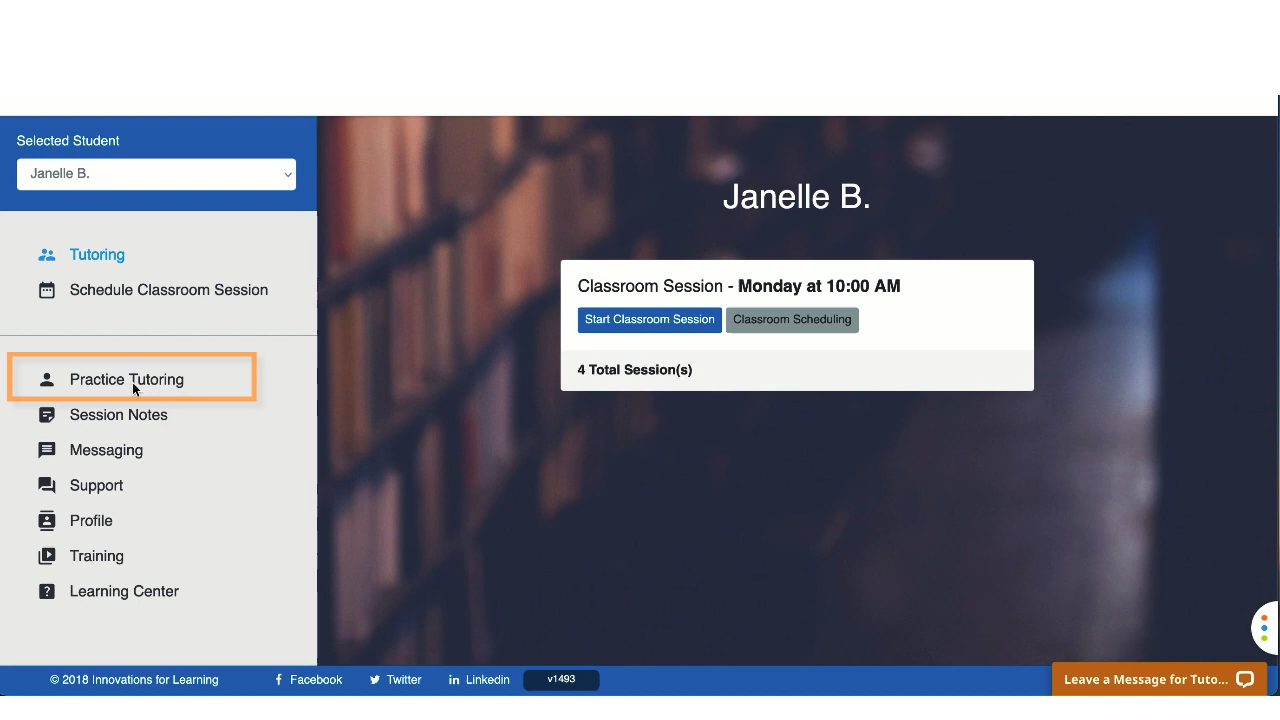 Selected Student
Janelle B.
Tutoring
Schedule Classroom Session
Practice Tutoring
Session Notes
Messaging
Support
Profile
Training
Learning Center
Janelle B.
Classroom Session - Monday at 10:00 AM
Start Classroom Session Classroom Scheduling
4 Total Session(s)
© 2018 Innovations for Learning Facebook Twitter Linkedin v1493
Leave a Message for Tuto...